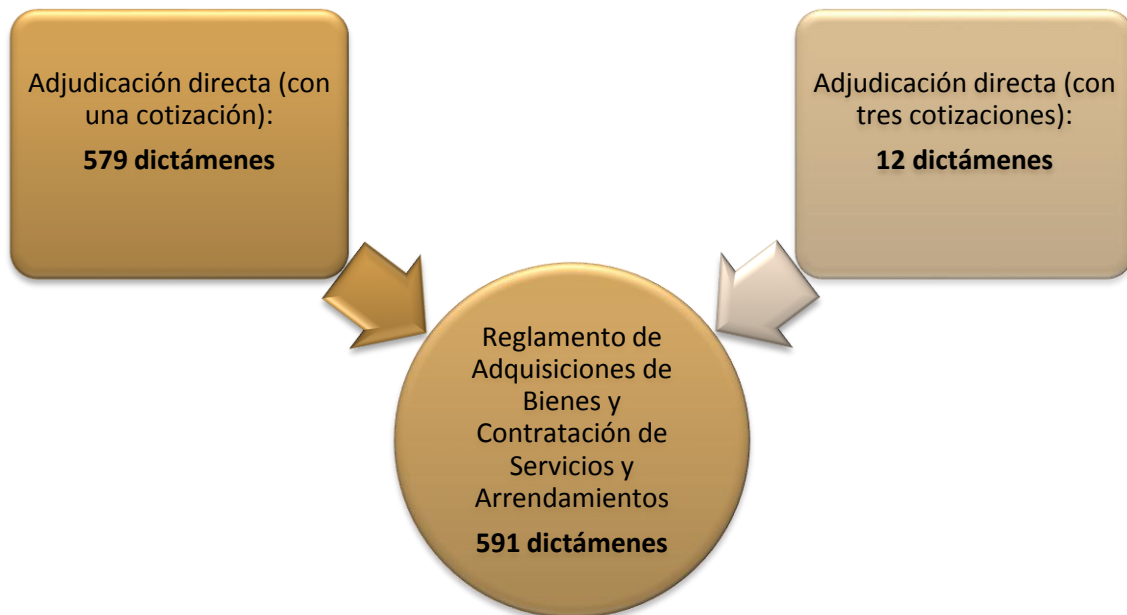 Adjudicación directa (con
una cotización):
579 dictámenes
Adjudicación directa (con
tres cotizaciones):
12 dictámenes
Reglamento de
Adquisiciones de
Bienes y
Contratación de
Servicios y
Arrendamientos
591 dictámenes